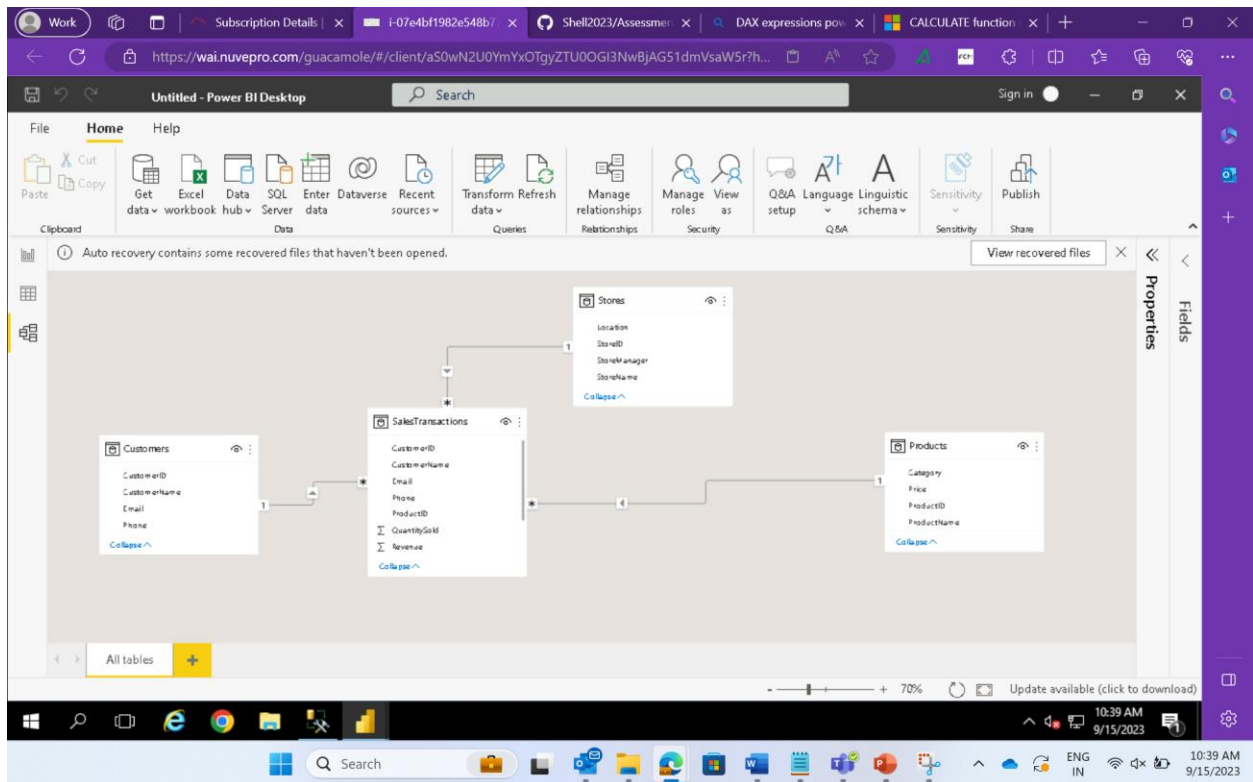 Work
Subscription Details |
i-07e4bf1982e548b7
Shell2023/Assessmen
DAX expressions pow
CALCULATE function
https://wai.nuvepro.com/guacamole/#/client/aS0wN2U0YmYxOTgyZTU0OGI3NwBjAG51dmVsaW5r?h...
Untitled - Power BI Desktop
Search
Sign in
File Home Help
Paste
Cut
Copy
Clipboard
Get data
Excel workbook
Data hub
SQL Server
Enter data
Dataverse
Recent sources
Data
Transform data
Refresh
Queries
Manage relationships
Relationships
Manage roles
View as
Security
Q&A setup
Language
Linguistic schema
Q&A
Sensitivity
Sensitivity
Publish
Share
Auto recovery contains some recovered files that haven't been opened.
View recovered files
Properties
Fields
Stores
Location
StoreID
StoreManager
StoreName
Collapse
1
*
SalesTransactions
CustomerID
CustomerName
Email
Phone
ProductID
QuantitySold
Revenue
Collapse
Customers
CustomerID
CustomerName
Email
Phone
Collapse
1
*
Products
Category
Price
ProductID
ProductName
Collapse
1
*
All tables
70%
Update available (click to download)
10:39 AM
9/15/2023
Search
ENG
IN
10:39 AM
9/15/2023